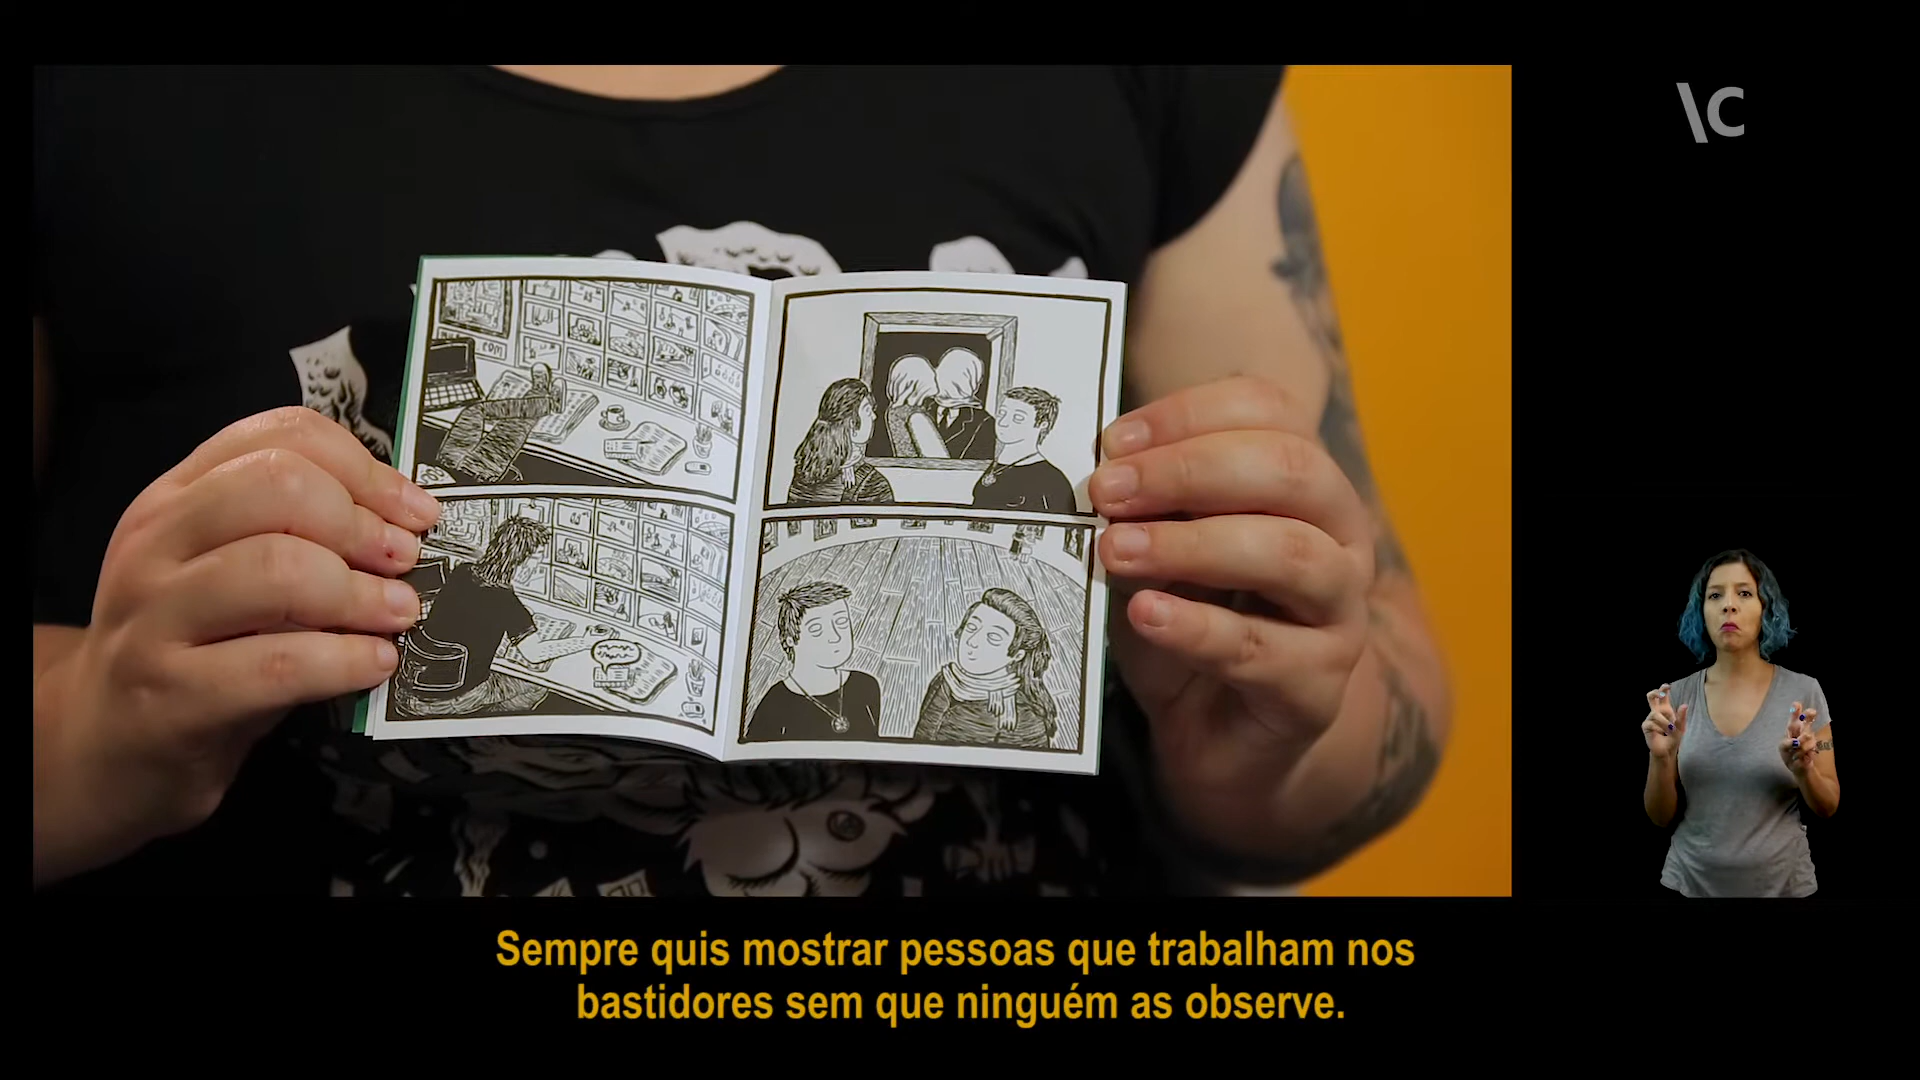 \C
Sempre quis mostrar pessoas que trabalham nos
bastidores sem que ninguém as observe.